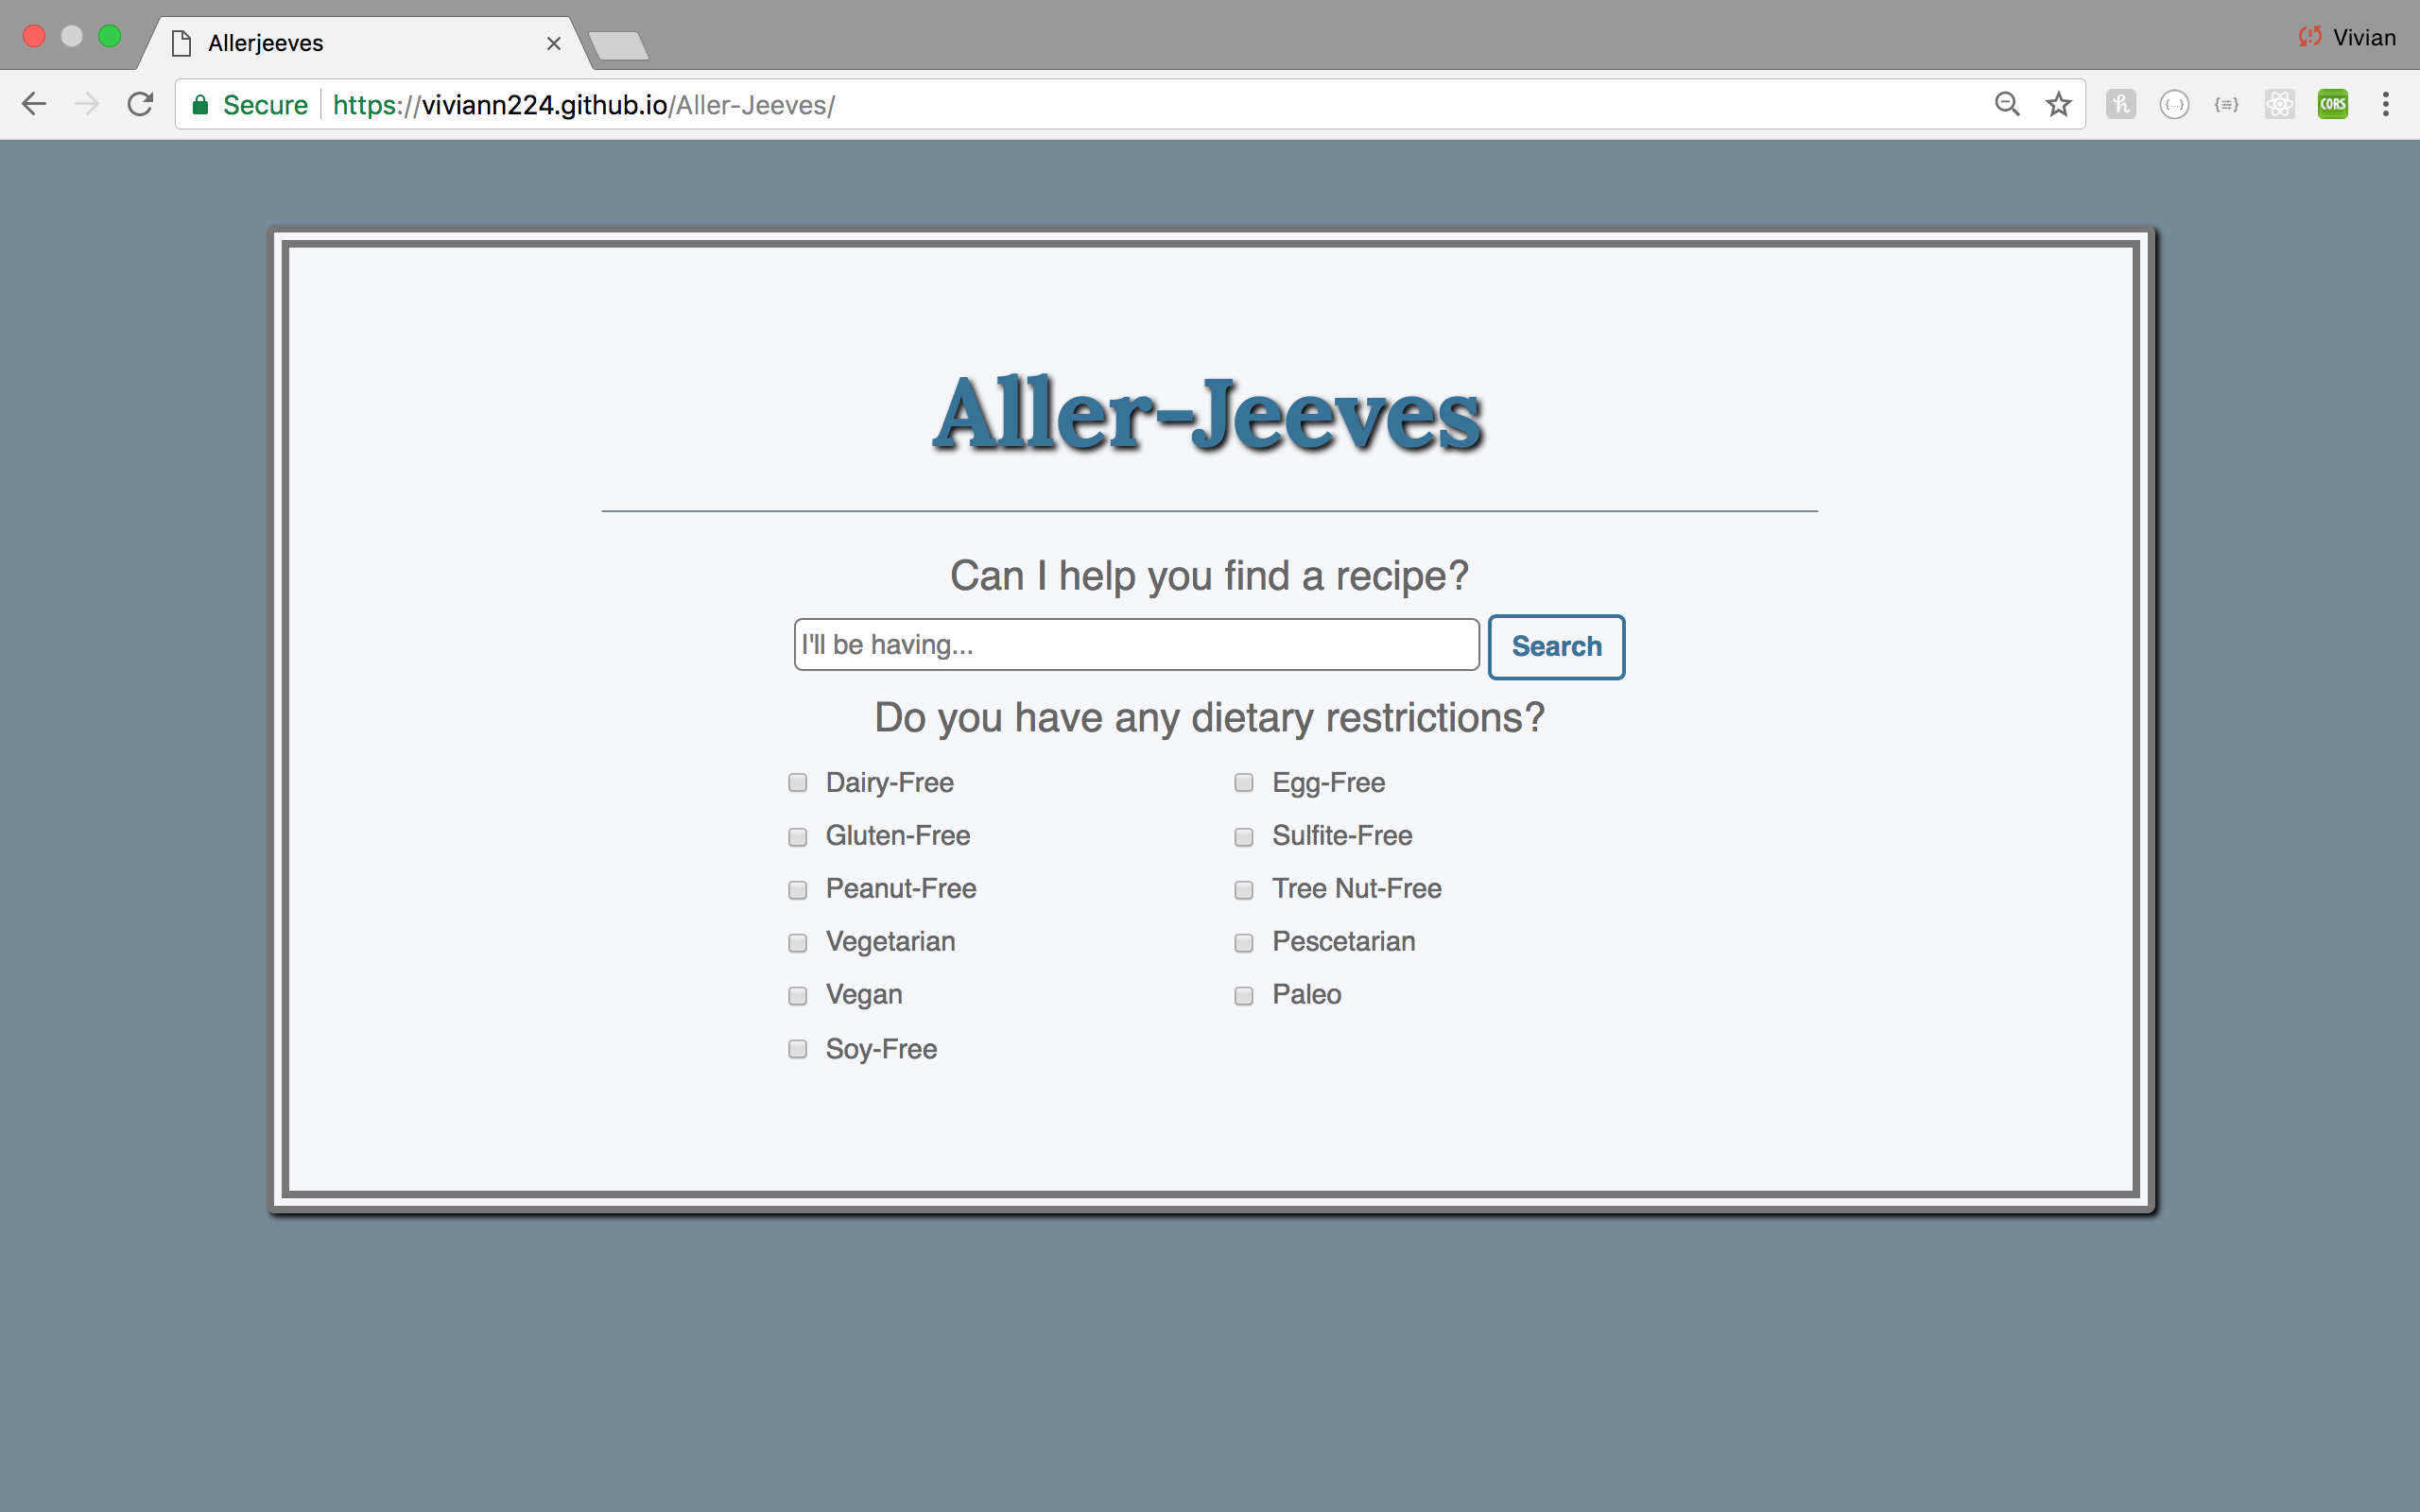 Allerjeeves
Vivian
Secure https://viviann224.github.io/Aller-Jeeves/
CORS
Aller-Jeeves
Can I help you find a recipe?
I'll be having...
Search
Do you have any dietary restrictions?
Dairy-Free
Egg-Free
Gluten-Free
Sulfite-Free
Peanut-Free
Tree Nut-Free
Vegetarian
Pescetarian
Vegan
Paleo
Soy-Free